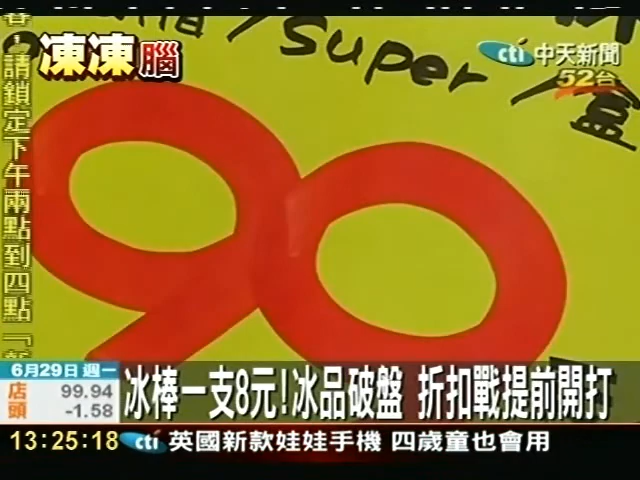 凍凍腦
super/盒
90
cti 中天新聞
52台
請鎖定下午兩點到四點「
6月29日 週一
店頭 99.94
-1.58
冰棒一支8元!冰品破盤 折扣戰提前開打
13:25:18 cti 英國新款娃娃手機 四歲童也會用